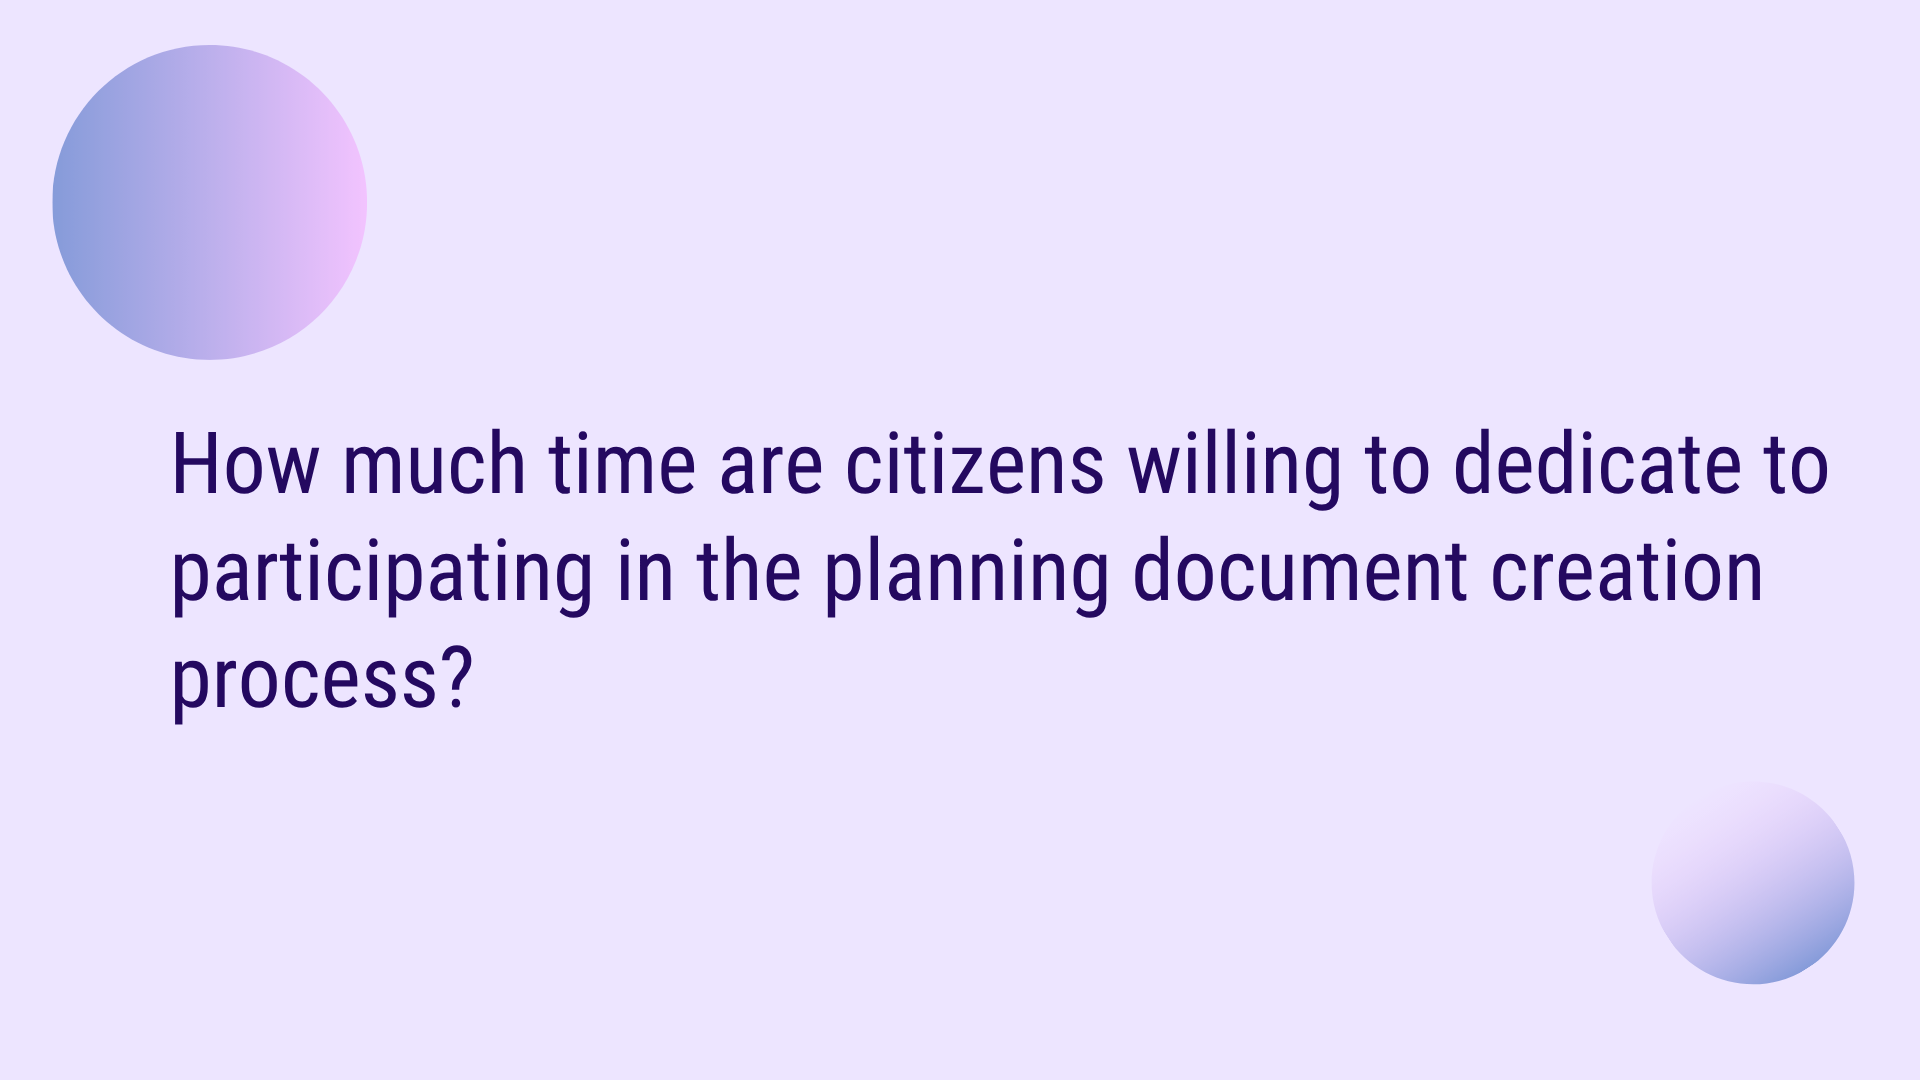 How much time are citizens willing to dedicate to
participating in the planning document creation
process?